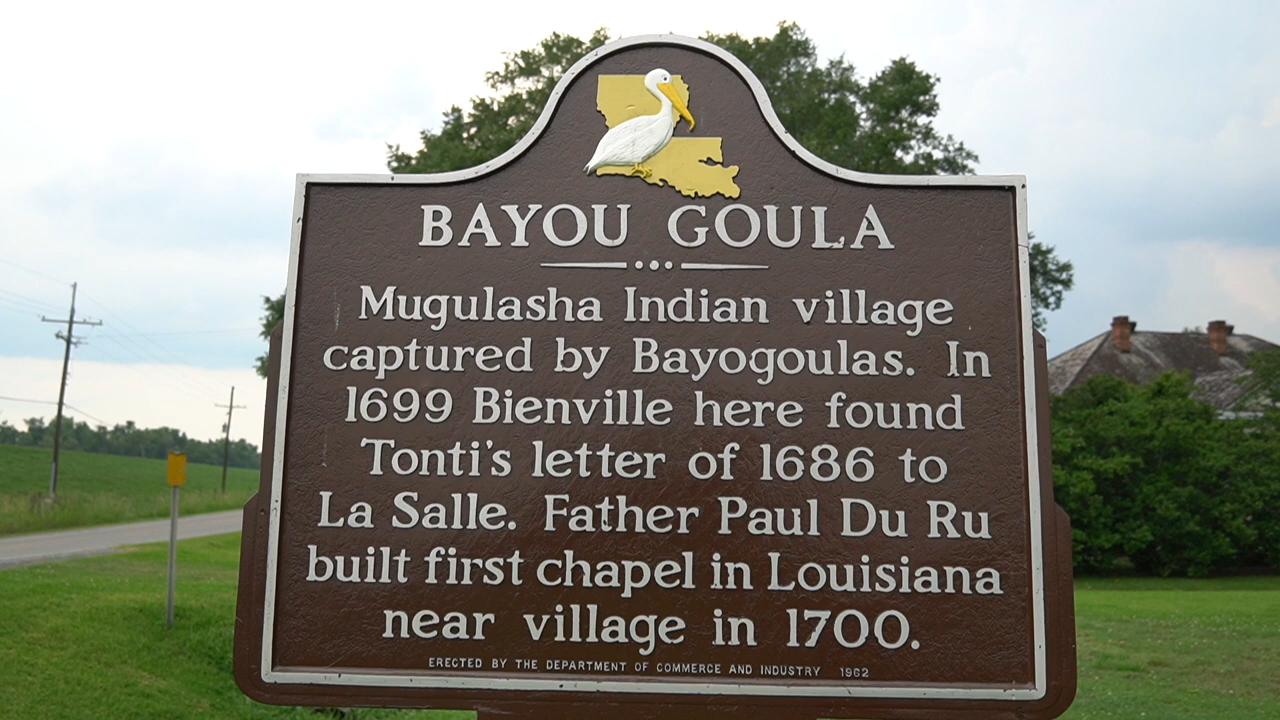 BAYOU GOULA
Mugulasha Indian village
captured by Bayogoulas. In
1699 Bienville here found
Tonti's letter of 1686 to
La Salle. Father Paul Du Ru
built first chapel in Louisiana
near village in 1700.
ERECTED BY THE DEPARTMENT OF COMMERCE AND INDUSTRY 1962